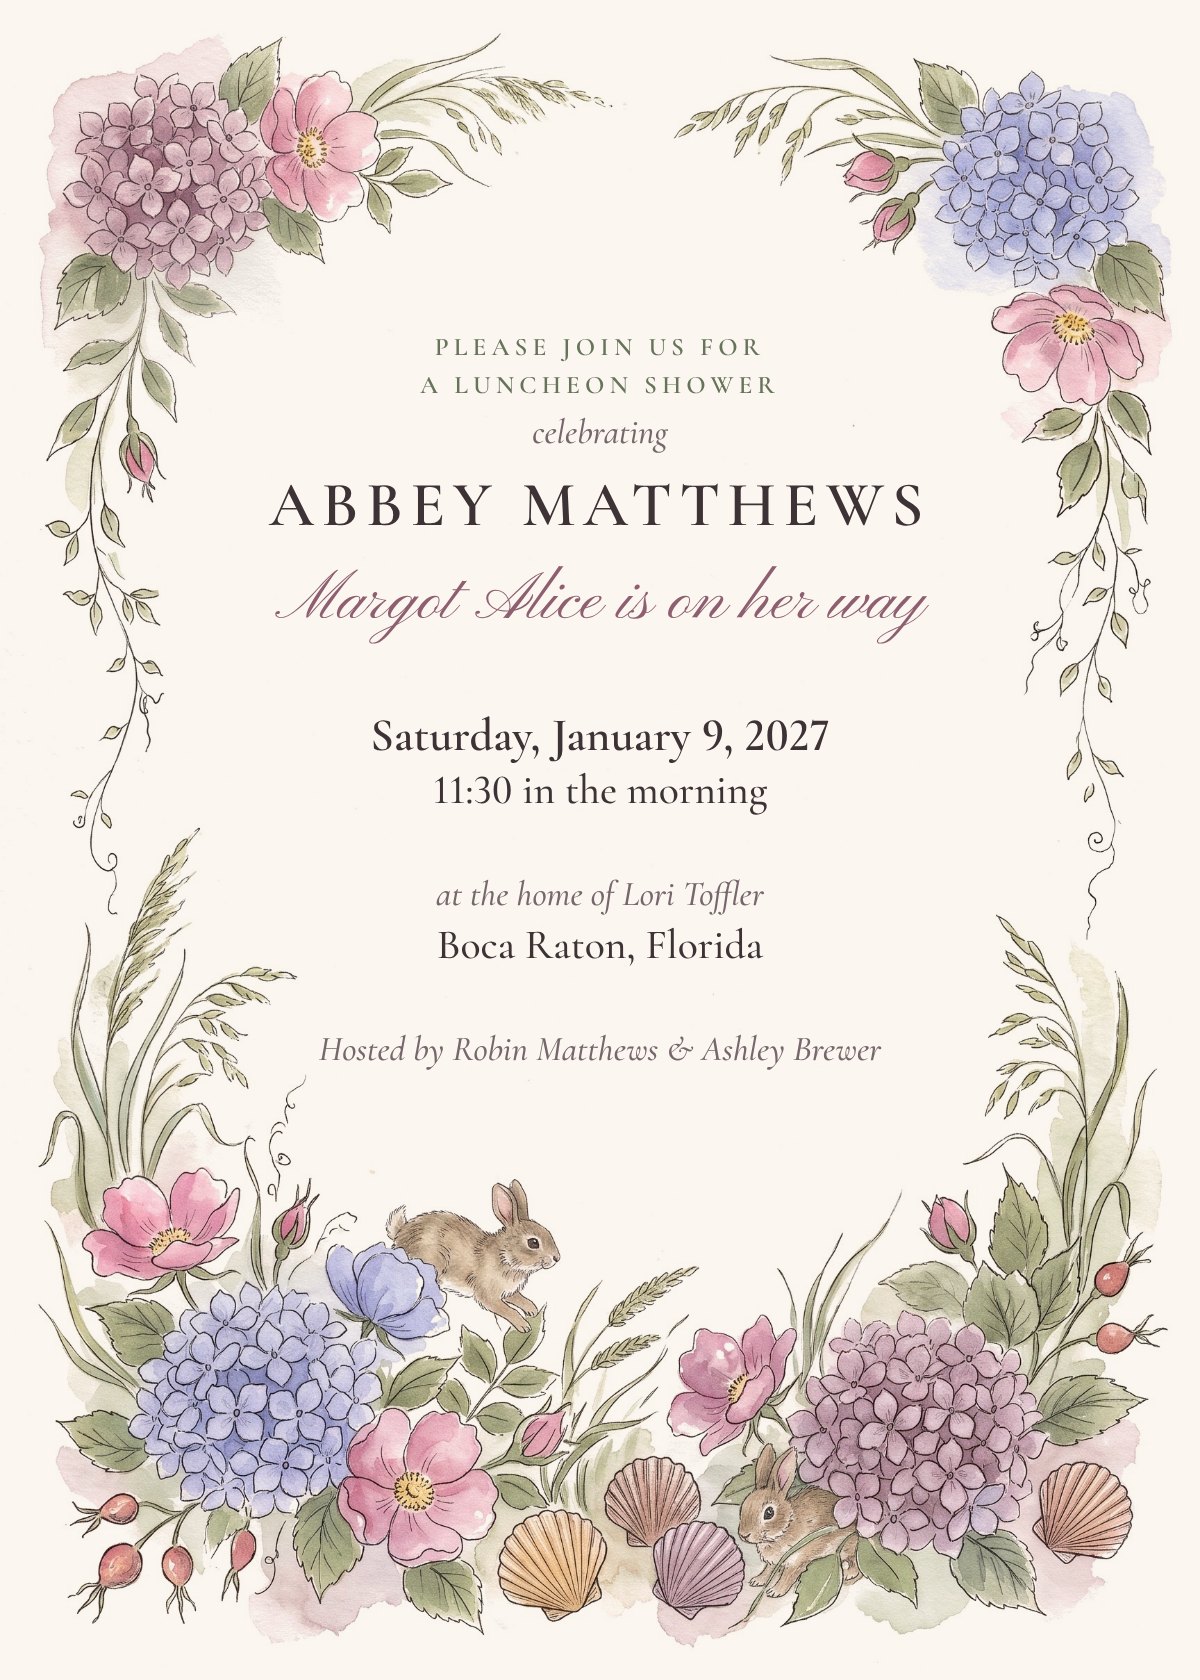 PLEASE JOIN US FOR
A LUNCHEON SHOWER
celebrating
ABBEY MATTHEWS
Margot Alice is on her way
Saturday, January 9, 2027
11:30 in the morning
at the home of Lori Toffler
Boca Raton, Florida
Hosted by Robin Matthews & Ashley Brewer